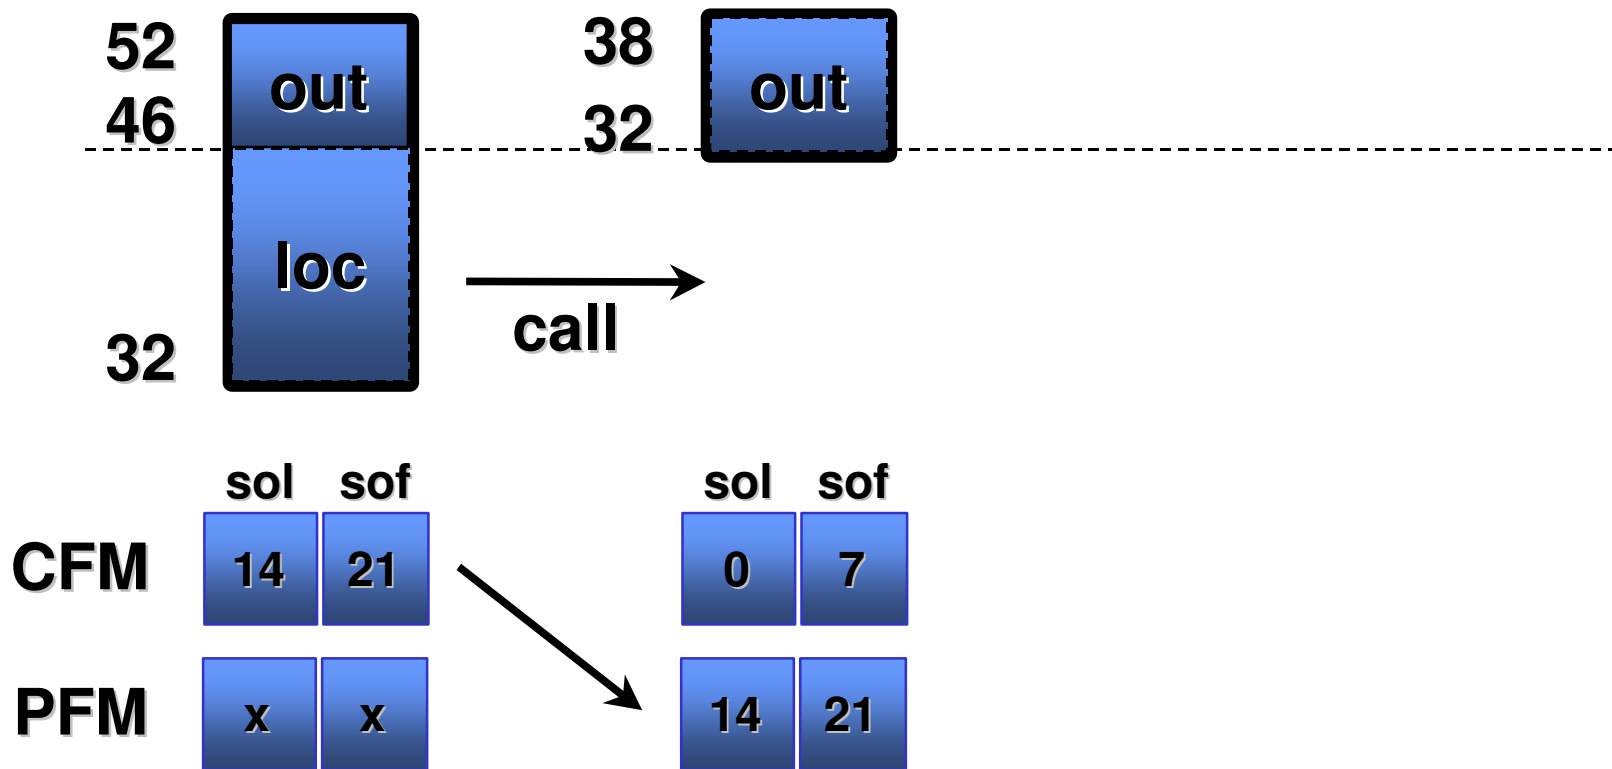 52
out
46
38
out
32
loc
32
call
sol sof sol sof
CFM 14 21 0 7
PFM x x 14 21